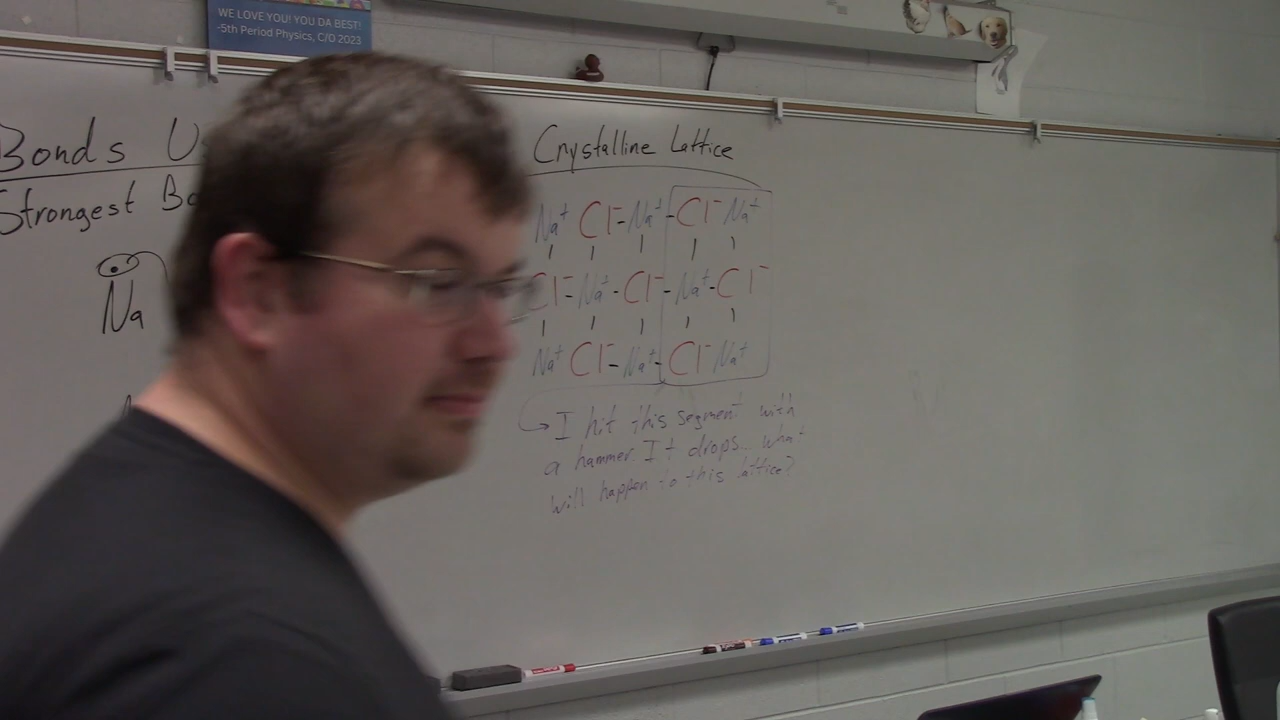 WE LOVE YOU! YOU DA BEST!
-5th Period Physics, C/O 2023
Bonds U
Strongest Bo
Crystalline Lattice
Na
Na⁺ Cl⁻-Na⁺-Cl⁻ Na⁺
Cl⁻-Na⁺-Cl⁻-Na⁺-Cl⁻
Na⁺ Cl⁻-Na⁺-Cl⁻ Na⁺
I hit this segment with
a hammer. It drops... what
will happen to this lattice?